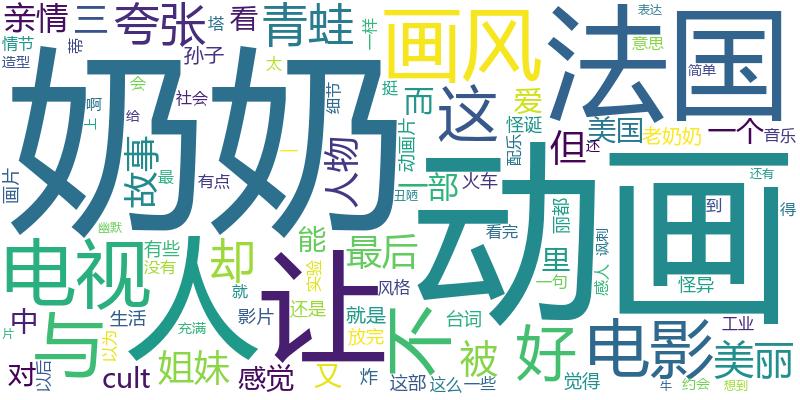 亲情
三
夸张
塔
看
青蛙
一样
画风
法国
表达
意思
简单
情节
造型
蒂
孙子
太
细节
挺
而
这
爱
怪诞
配乐
美国
老奶奶
一个
音乐
但
还
奶奶
上
啊
会
给
社会
故事
最
有点
一
人物
动画片
丑陋
一部
火车
动画
还有
得
到
画片
幽默
电视
有些
没有
人
却
让
能
实验
最后
看完
里
丽都
一句
讽刺
感人
怪异
与
中
生活
就
充满
影片
还是
风格
就是
放完
不
台词
好
电影
工业
美丽
片
以为
对
以后
cult
姐妹
感觉
又
炸
这部
被
这么
一些
觉得
牛
约会
想到